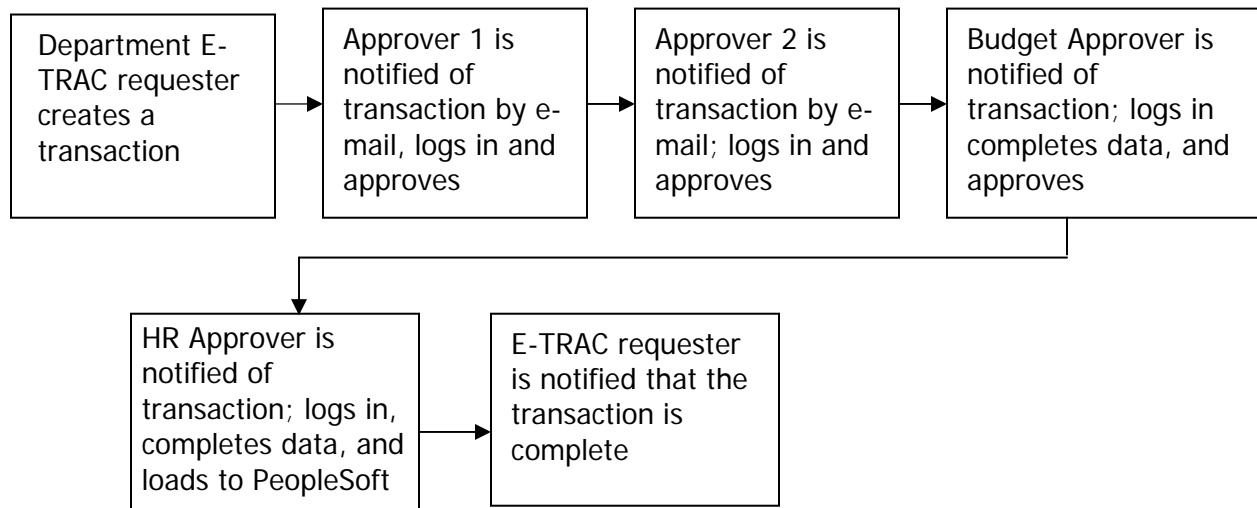 Department E-
TRAC requester
creates a
transaction
Approver 1 is
notified of
transaction by e-
mail, logs in and
approves
Approver 2 is
notified of
transaction by e-
mail; logs in and
approves
Budget Approver is
notified of
transaction; logs in
completes data, and
approves
HR Approver is
notified of
transaction; logs in,
completes data, and
loads to PeopleSoft
E-TRAC requester
is notified that the
transaction is
complete